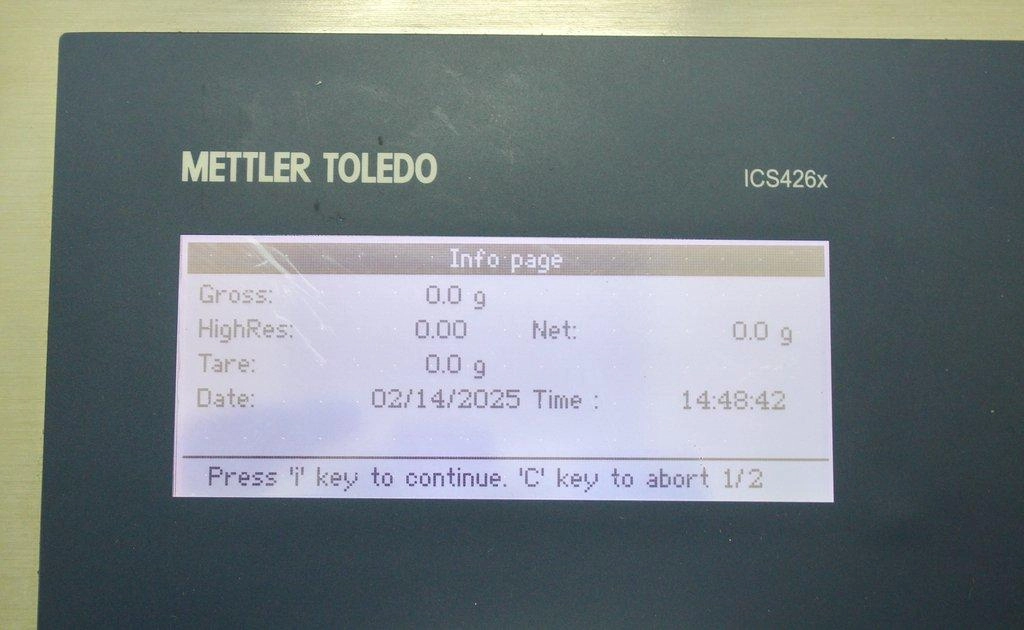 METTLER TOLEDO
ICS426x
Info page
Gross: 0.0 g
HighRes: 0.00 Net: 0.0 g
Tare: 0.0 g
Date: 02/14/2025 Time : 14:48:42
Press 'i' key to continue. 'C' key to abort 1/2